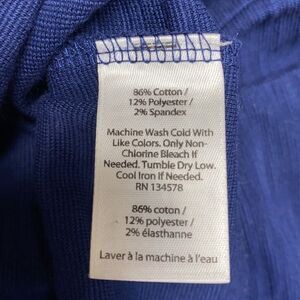 86% Cotton /
12% Polyester /
2% Spandex
Machine Wash Cold With
Like Colors. Only Non-
Chlorine Bleach If
Needed. Tumble Dry Low.
Cool Iron If Needed.
RN 134578
86% coton /
12% polyester /
2% élasthanne
Laver à la machine à l'eau